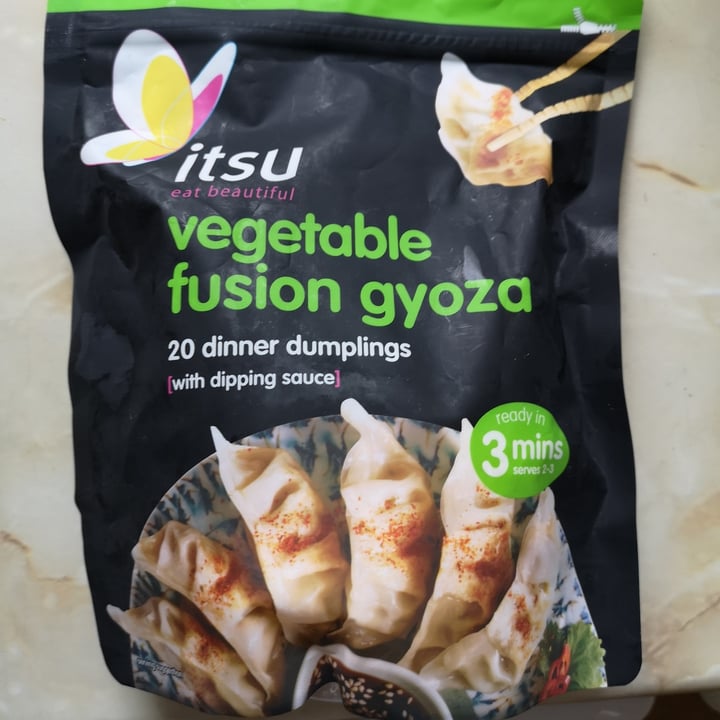 itsu
eat beautiful
vegetable
fusion gyoza
20 dinner dumplings
[with dipping sauce]
ready in
3 mins
serves 2-3